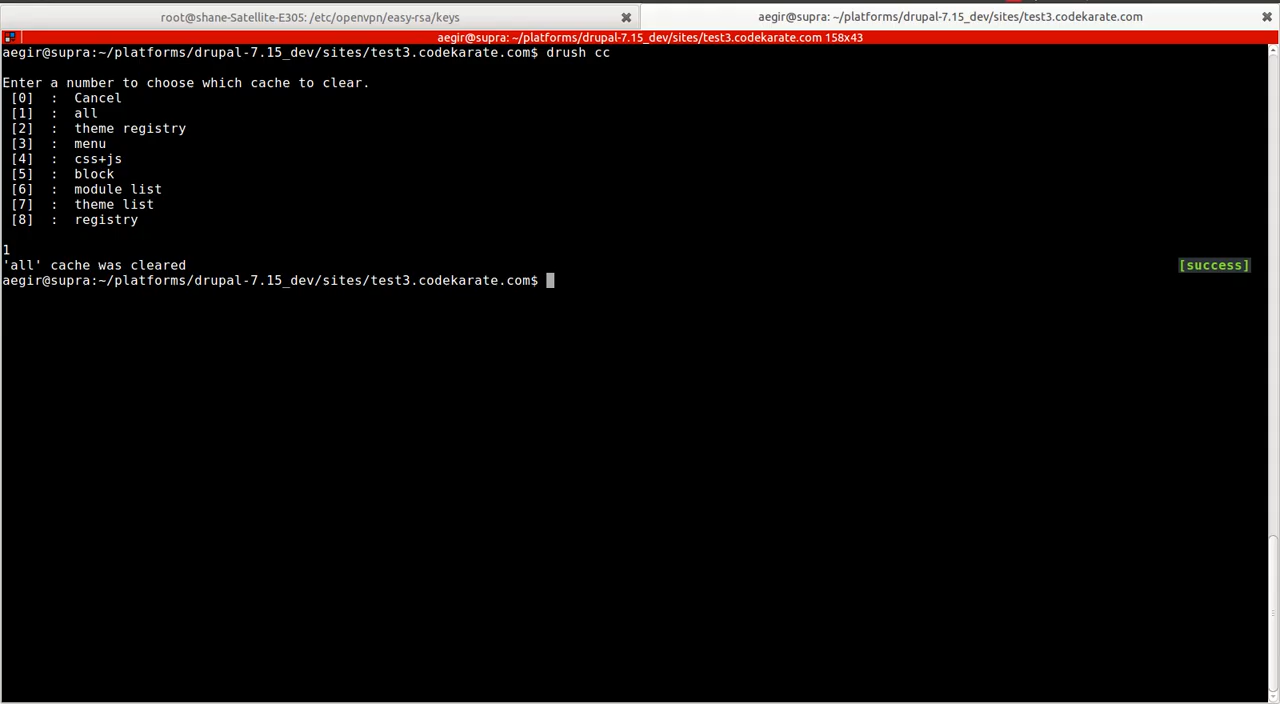 root@shane-Satellite-E305: /etc/openvpn/easy-rsa/keys
aegir@supra: ~/platforms/drupal-7.15_dev/sites/test3.codekarate.com
aegir@supra: ~/platforms/drupal-7.15_dev/sites/test3.codekarate.com 158x43
aegir@supra:~/platforms/drupal-7.15_dev/sites/test3.codekarate.com$ drush cc
Enter a number to choose which cache to clear.
[0]  :  Cancel
[1]  :  all
[2]  :  theme registry
[3]  :  menu
[4]  :  css+js
[5]  :  block
[6]  :  module list
[7]  :  theme list
[8]  :  registry
1
'all' cache was cleared [success]
aegir@supra:~/platforms/drupal-7.15_dev/sites/test3.codekarate.com$